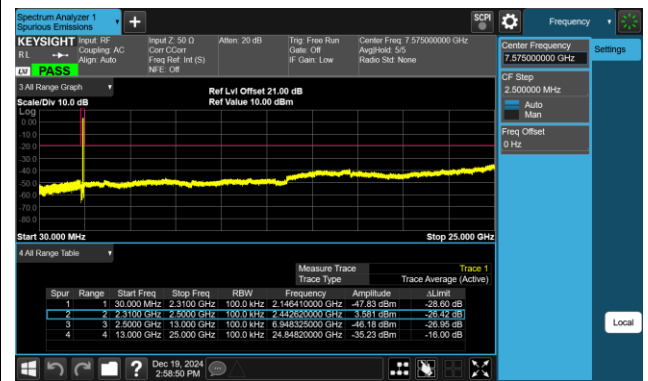 Spectrum Analyzer 1
Spurious Emissions
SCPI
Frequency
KEYSIGHT
RL
LXI
PASS
Input: RF
Coupling: AC
Align: Auto
Input Z: 50 Ω
Corr CCorr
Freq Ref: Int (S)
NFE: Off
Atten: 20 dB
Trig: Free Run
Gate: Off
IF Gain: Low
Center Freq: 7.575000000 GHz
Avg|Hold: 5/5
Radio Std: None
Center Frequency
7.575000000 GHz
Settings
CF Step
2.500000 MHz
Auto
Man
Freq Offset
0 Hz
3 All Range Graph
Scale/Div 10.0 dB
Ref Lvl Offset 21.00 dB
Ref Value 10.00 dBm
Log
0.00
-10.0
-20.0
-30.0
-40.0
-50.0
-60.0
-70.0
-80.0
Start 30.000 MHz
Stop 25.000 GHz
4 All Range Table
Measure Trace Trace 1
Trace Type Trace Average (Active)
Spur Range Start Freq Stop Freq RBW Frequency Amplitude ΔLimit
1 1 30.000 MHz 2.3100 GHz 100.0 kHz 2.146410000 GHz -47.83 dBm -28.60 dB
2 2 2.3100 GHz 2.5000 GHz 100.0 kHz 2.442620000 GHz 3.581 dBm -26.42 dB
3 3 2.5000 GHz 13.000 GHz 100.0 kHz 6.948325000 GHz -46.18 dBm -26.95 dB
4 4 13.000 GHz 25.000 GHz 100.0 kHz 24.84820000 GHz -35.23 dBm -16.00 dB
Local
?
Dec 19, 2024
2:58:50 PM